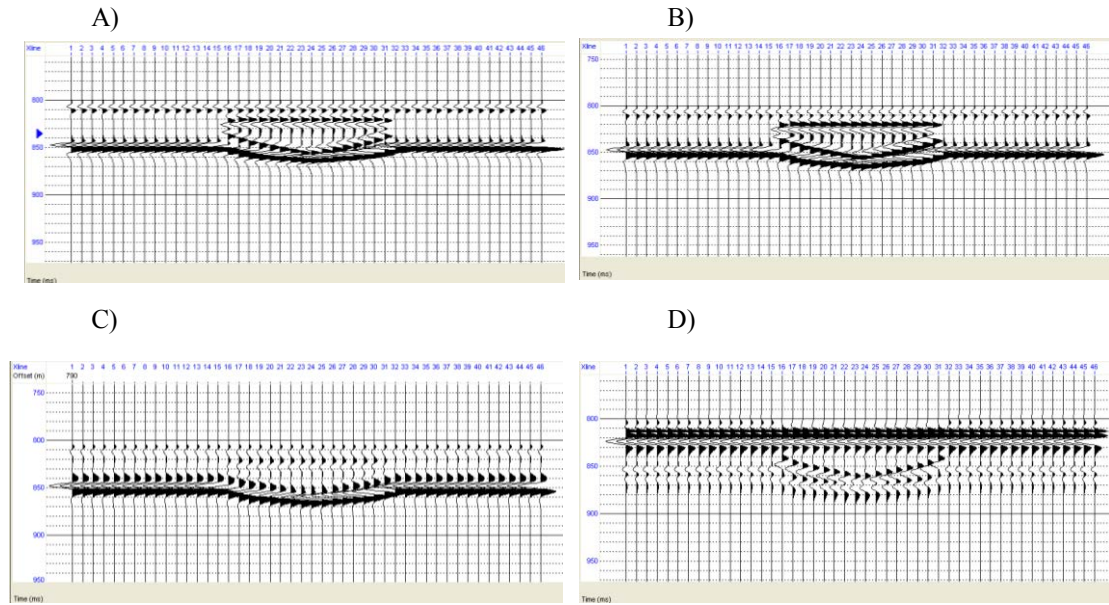 A)
B)
Xline 1 2 3 4 5 6 7 8 9 10 11 12 13 14 15 16 17 18 19 20 21 22 23 24 25 26 27 28 29 30 31 32 33 34 35 36 37 38 39 40 41 42 43 44 45 46
800
850
900
950
Time (ms)
Xline 1 2 3 4 5 6 7 8 9 10 11 12 13 14 15 16 17 18 19 20 21 22 23 24 25 26 27 28 29 30 31 32 33 34 35 36 37 38 39 40 41 42 43 44 45 46
750
800
850
900
950
Time (ms)
C)
D)
Xline 1 2 3 4 5 6 7 8 9 10 11 12 13 14 15 16 17 18 19 20 21 22 23 24 25 26 27 28 29 30 31 32 33 34 35 36 37 38 39 40 41 42 43 44 45 46
Offset (m) 790
750
800
850
900
950
Time (ms)
Xline 1 2 3 4 5 6 7 8 9 10 11 12 13 14 15 16 17 18 19 20 21 22 23 24 25 26 27 28 29 30 31 32 33 34 35 36 37 38 39 40 41 42 43 44 45 46
800
850
900
950
Time (ms)